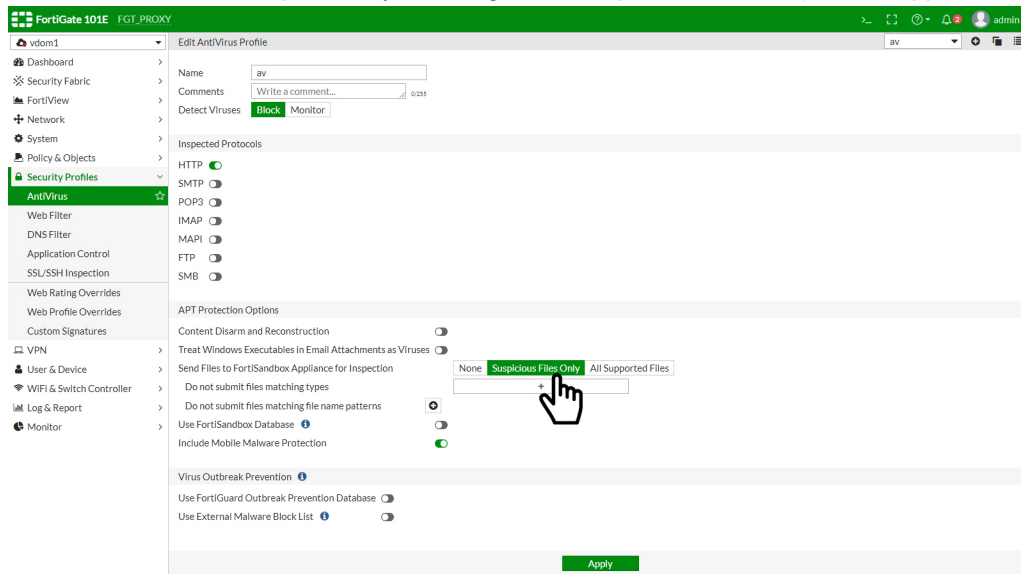 FortiGate 101E FGT_PROXY
>_ admin
2
vdom1
Edit AntiVirus Profile
av
Dashboard
Security Fabric
FortiView
Network
System
Policy & Objects
Security Profiles
AntiVirus
Web Filter
DNS Filter
Application Control
SSL/SSH Inspection
Web Rating Overrides
Web Profile Overrides
Custom Signatures
VPN
User & Device
WiFi & Switch Controller
Log & Report
Monitor
Name av
Comments Write a comment... 0/255
Detect Viruses Block Monitor
Inspected Protocols
HTTP
SMTP
POP3
IMAP
MAPI
FTP
SMB
APT Protection Options
Content Disarm and Reconstruction
Treat Windows Executables in Email Attachments as Viruses
Send Files to FortiSandbox Appliance for Inspection None Suspicious Files Only All Supported Files
Do not submit files matching types +
Do not submit files matching file name patterns
Use FortiSandbox Database
Include Mobile Malware Protection
Virus Outbreak Prevention
Use FortiGuard Outbreak Prevention Database
Use External Malware Block List
Apply